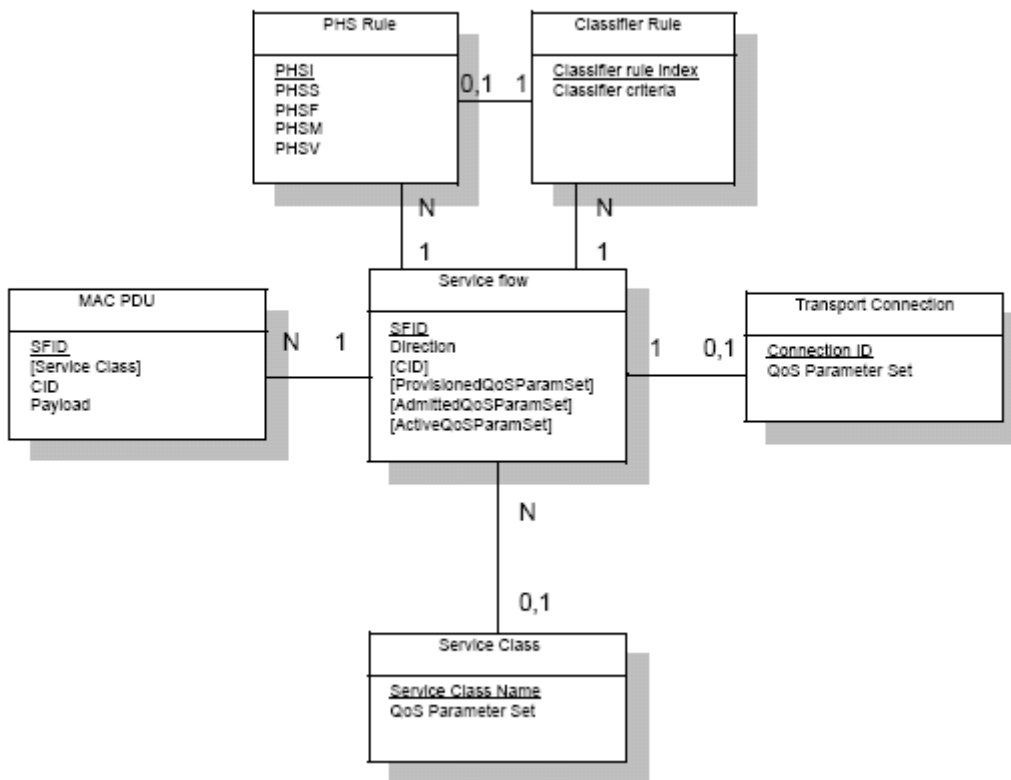 PHS Rule
PHSI
PHSS
PHSF
PHSM
PHSV
0,1 1
Classifier Rule
Classifier rule index
Classifier criteria
N
1
N
1
MAC PDU
SFID
[Service Class]
CID
Payload
N 1
Service flow
SFID
Direction
[CID]
[ProvisionedQoSParamSet]
[AdmittedQoSParamSet]
[ActiveQoSParamSet]
1 0,1
Transport Connection
Connection ID
QoS Parameter Set
N
0,1
Service Class
Service Class Name
QoS Parameter Set